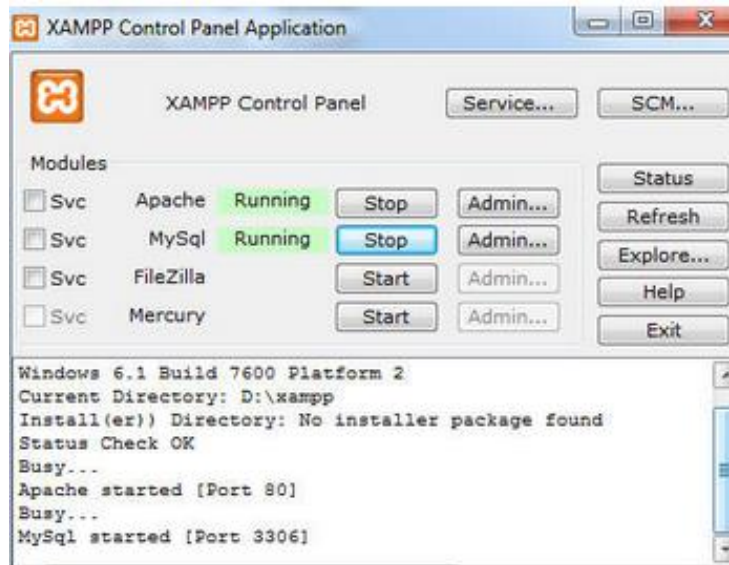 XAMPP Control Panel Application
XAMPP Control Panel Service... SCM...
Modules
Svc Apache Running Stop Admin...
Svc MySql Running Stop Admin...
Svc FileZilla Start Admin...
Svc Mercury Start Admin...
Status
Refresh
Explore...
Help
Exit
Windows 6.1 Build 7600 Platform 2
Current Directory: D:\xampp
Install(er)) Directory: No installer package found
Status Check OK
Busy...
Apache started [Port 80]
Busy...
MySql started [Port 3306]